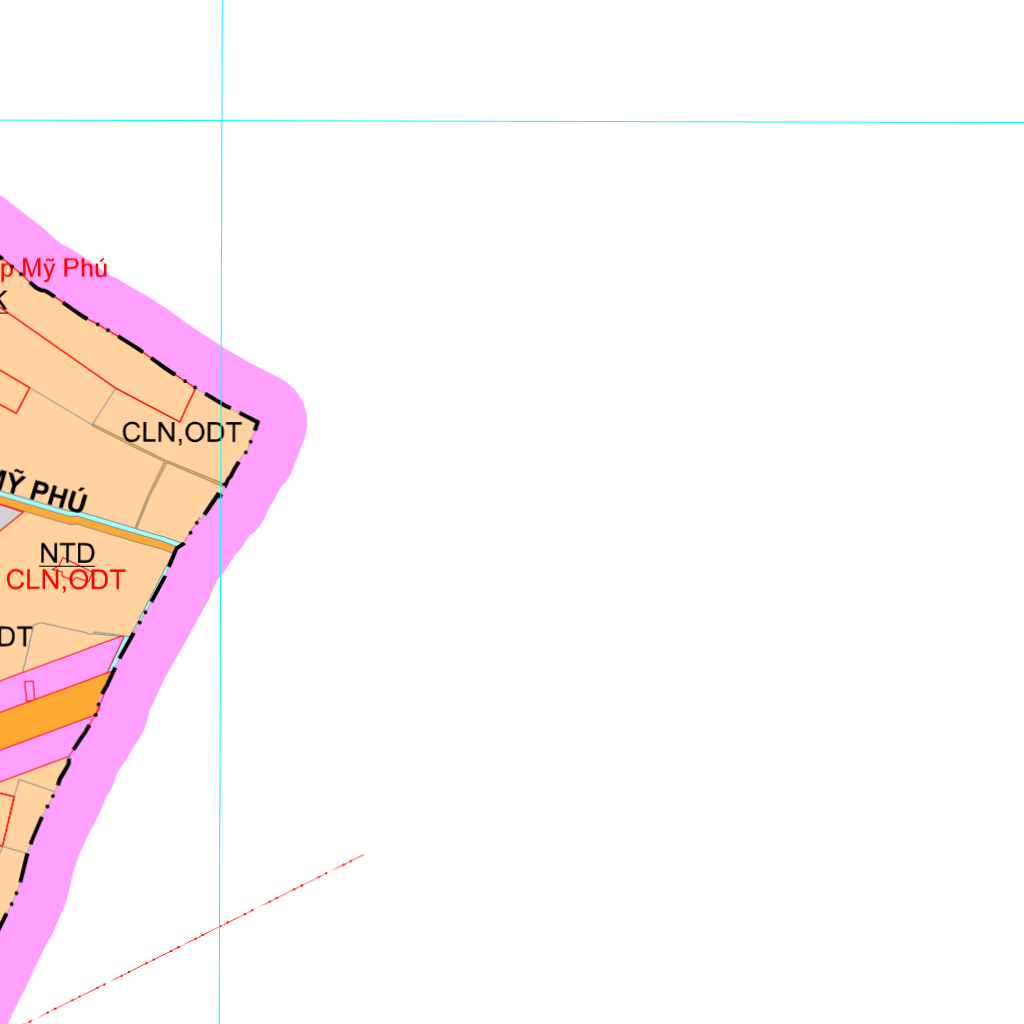 p Mỹ Phú
K
CLN,ODT
MỸ PHÚ
NTD
CLN,ODT
DT